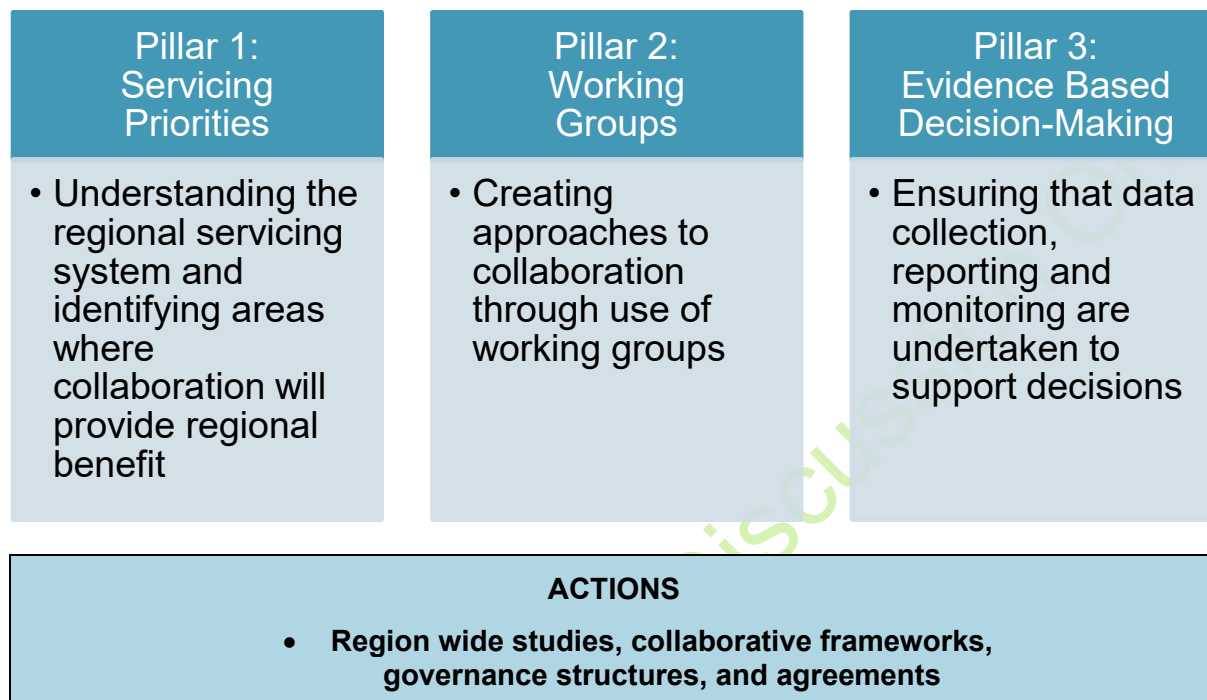 Pillar 1:
Servicing
Priorities
• Understanding the
regional servicing
system and
identifying areas
where
collaboration will
provide regional
benefit
Pillar 2:
Working
Groups
• Creating
approaches to
collaboration
through use of
working groups
Pillar 3:
Evidence Based
Decision-Making
• Ensuring that data
collection,
reporting and
monitoring are
undertaken to
support decisions
ACTIONS
• Region wide studies, collaborative frameworks,
governance structures, and agreements